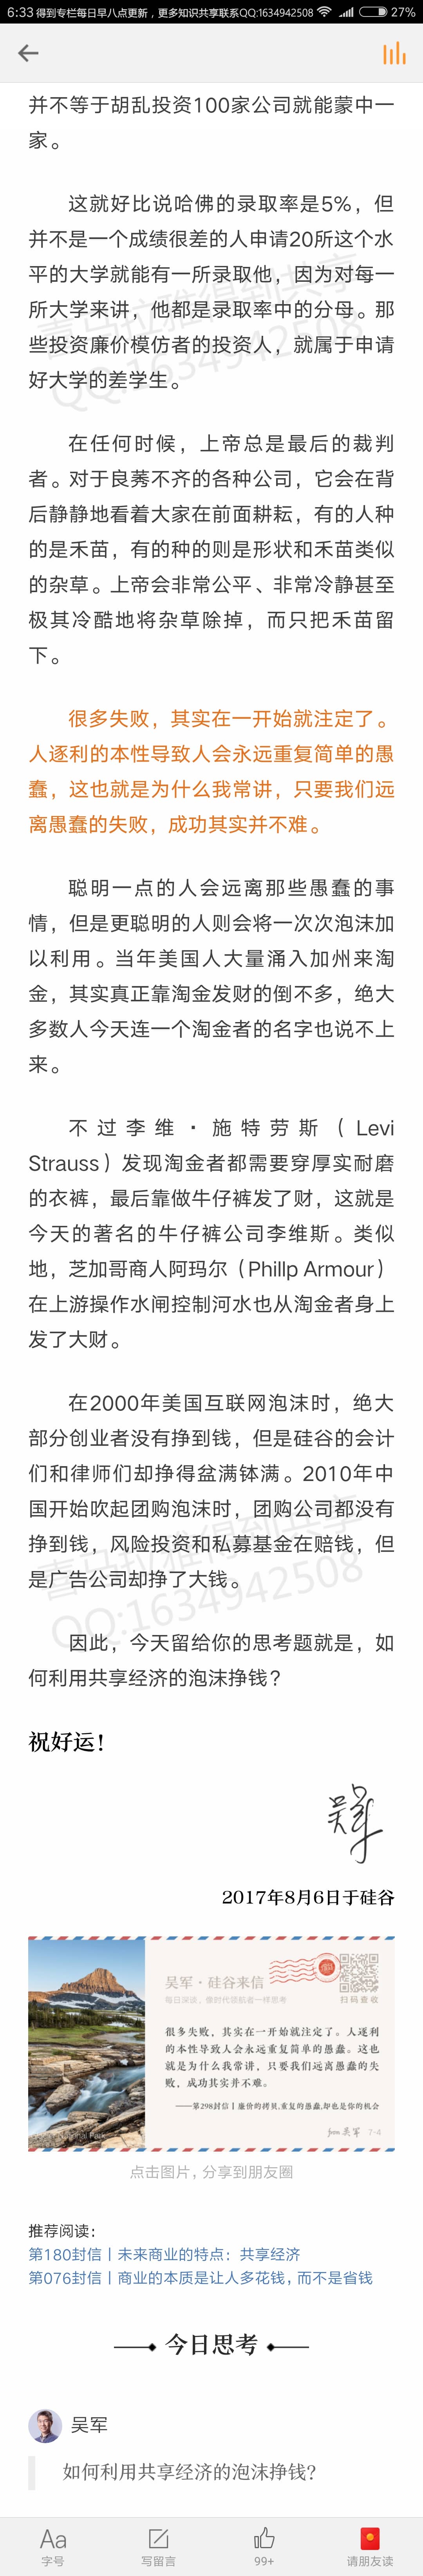 6:33 得到专栏每日早八点更新，更多知识共享联系QQ:1634942508 27%
并不等于胡乱投资100家公司就能蒙中一
家。
这就好比说哈佛的录取率是5%，但
并不是一个成绩很差的人申请20所这个水
平的大学就能有一所录取他，因为对每一
所大学来讲，他都是录取率中的分母。那
些投资廉价模仿者的投资人，就属于申请
好大学的差学生。
喜马拉雅得到共享
QQ:1634942508
在任何时候，上帝总是最后的裁判
者。对于良莠不齐的各种公司，它会在背
后静静地看着大家在前面耕耘，有的人种
的是禾苗，有的种的则是形状和禾苗类似
的杂草。上帝会非常公平、非常冷静甚至
极其冷酷地将杂草除掉，而只把禾苗留
下。
很多失败，其实在一开始就注定了。
人逐利的本性导致人会永远重复简单的愚
蠢，这也就是为什么我常讲，只要我们远
离愚蠢的失败，成功其实并不难。
聪明一点的人会远离那些愚蠢的事
情，但是更聪明的人则会将一次次泡沫加
以利用。当年美国人大量涌入加州来淘
金，其实真正靠淘金发财的倒不多，绝大
多数人今天连一个淘金者的名字也说不上
来。
不过李维·施特劳斯（Levi
Strauss）发现淘金者都需要穿厚实耐磨
的衣裤，最后靠做牛仔裤发了财，这就是
今天的著名的牛仔裤公司李维斯。类似
地，芝加哥商人阿玛尔（Phillp Armour）
在上游操作水闸控制河水也从淘金者身上
发了大财。
在2000年美国互联网泡沫时，绝大
部分创业者没有挣到钱，但是硅谷的会计
们和律师们却挣得盆满钵满。2010年中
国开始吹起团购泡沫时，团购公司都没有
挣到钱，风险投资和私募基金在赔钱，但
是广告公司却挣了大钱。
喜马拉雅得到共享
QQ:1634942508
因此，今天留给你的思考题就是，如
何利用共享经济的泡沫挣钱？
祝好运！
吴军
2017年8月6日于硅谷
吴军·硅谷来信
每日深谈，像时代领航者一样思考
扫码查收
很多失败，其实在一开始就注定了。人逐利
的本性导致人会永远重复简单的愚蠢。这也
就是为什么我常讲，只要我们远离愚蠢的失
败，成功其实并不难。
——第298封信丨廉价的拷贝,重复的愚蠢,却也是你的机会
from 吴军 7-4
点击图片，分享到朋友圈
推荐阅读：
第180封信丨未来商业的特点：共享经济
第076封信丨商业的本质是让人多花钱，而不是省钱
今日思考
吴军
如何利用共享经济的泡沫挣钱？
Aa
字号 写留言 99+ 请朋友读